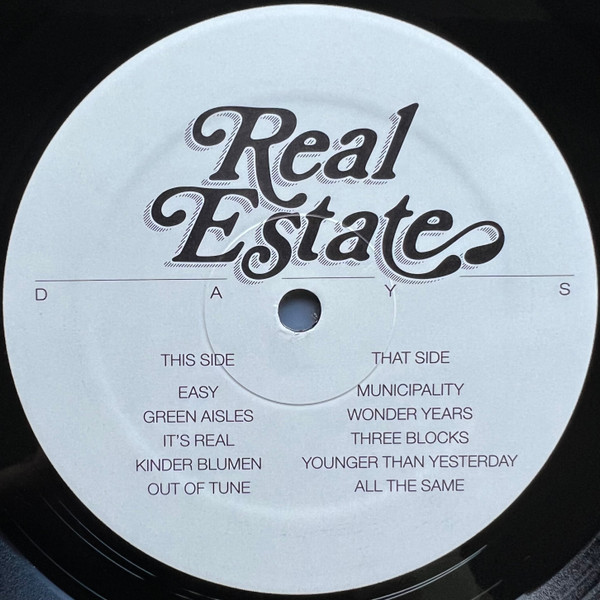 Real
Estate
D A Y S
THIS SIDE
EASY
GREEN AISLES
IT'S REAL
KINDER BLUMEN
OUT OF TUNE
THAT SIDE
MUNICIPALITY
WONDER YEARS
THREE BLOCKS
YOUNGER THAN YESTERDAY
ALL THE SAME